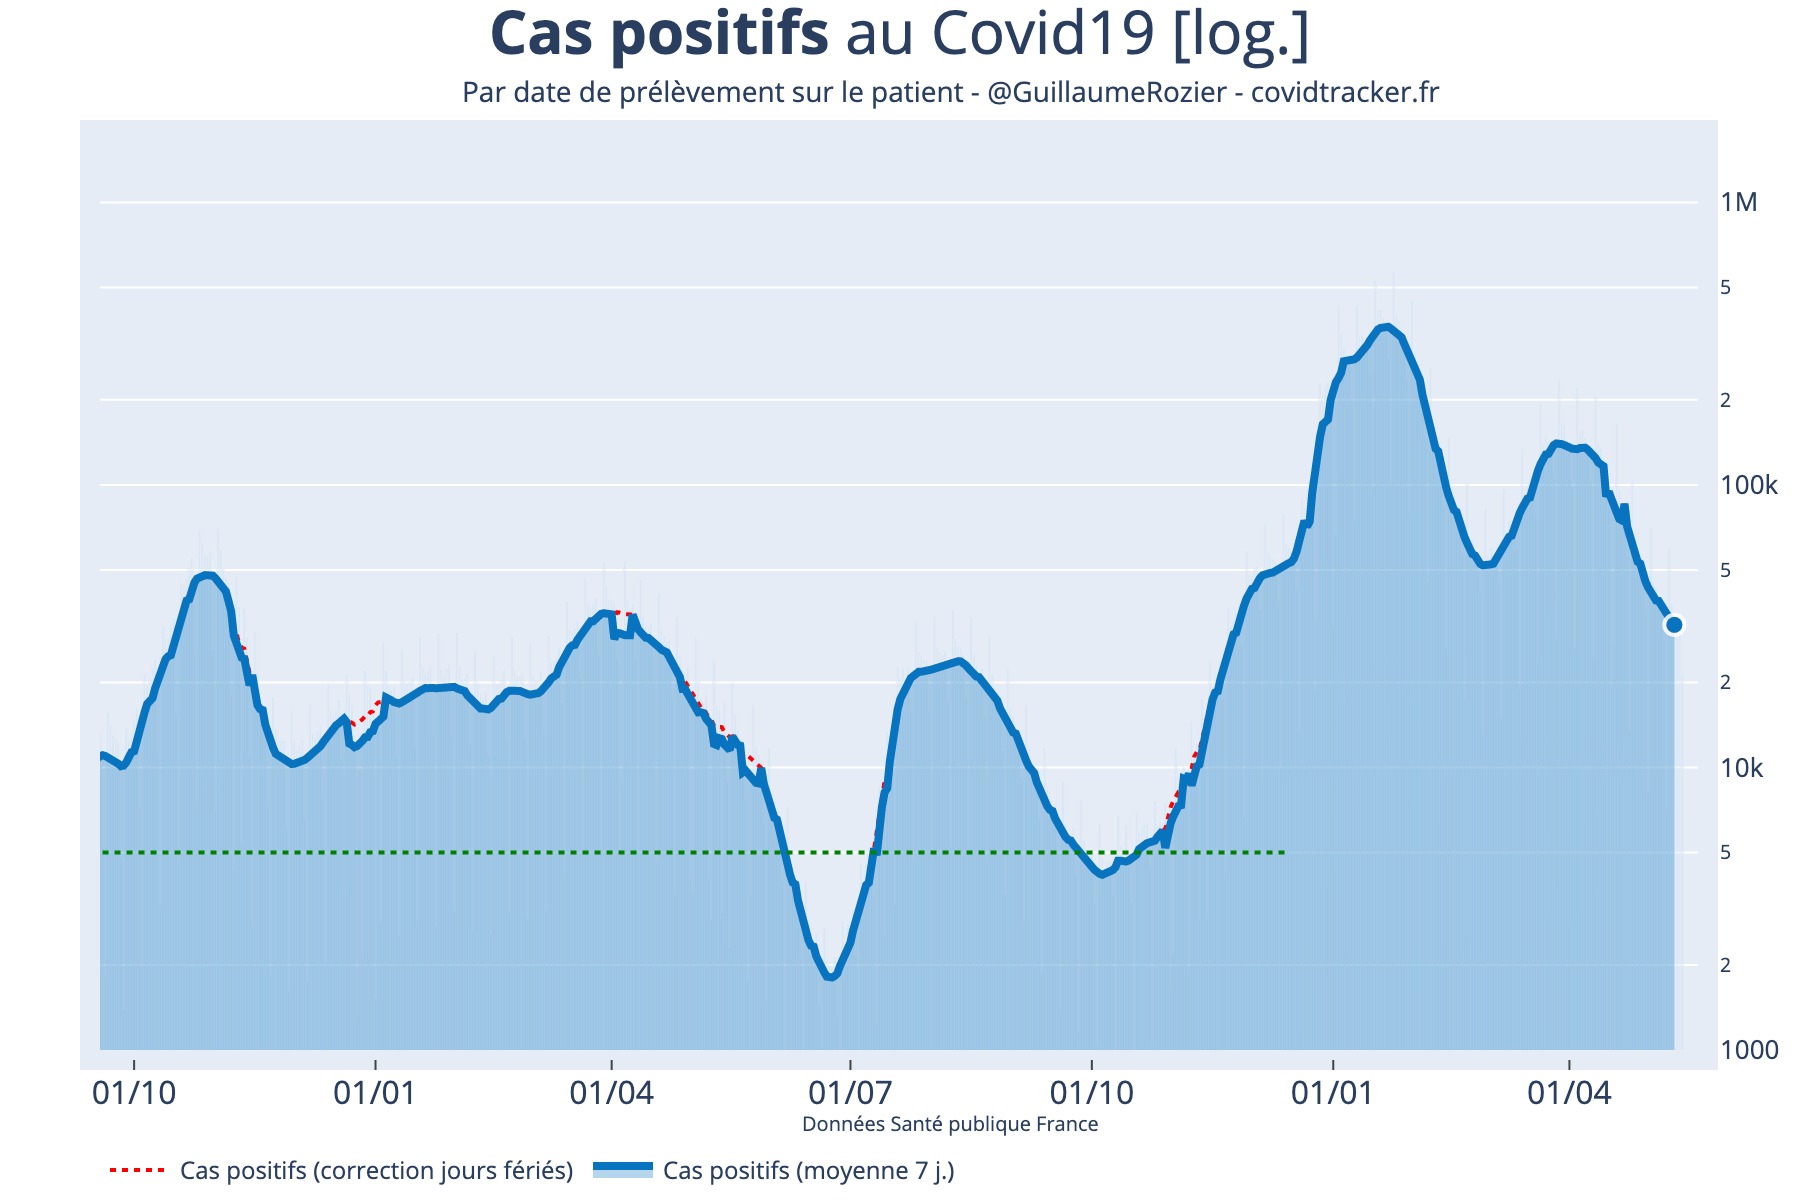 Cas positifs au Covid19 [log.]
Par date de prélèvement sur le patient - @GuillaumeRozier - covidtracker.fr
1M
5
2
100k
5
2
10k
5
2
1000
01/10 01/01 01/04 01/07 01/10 01/01 01/04
Données Santé publique France
Cas positifs (correction jours fériés) Cas positifs (moyenne 7 j.)